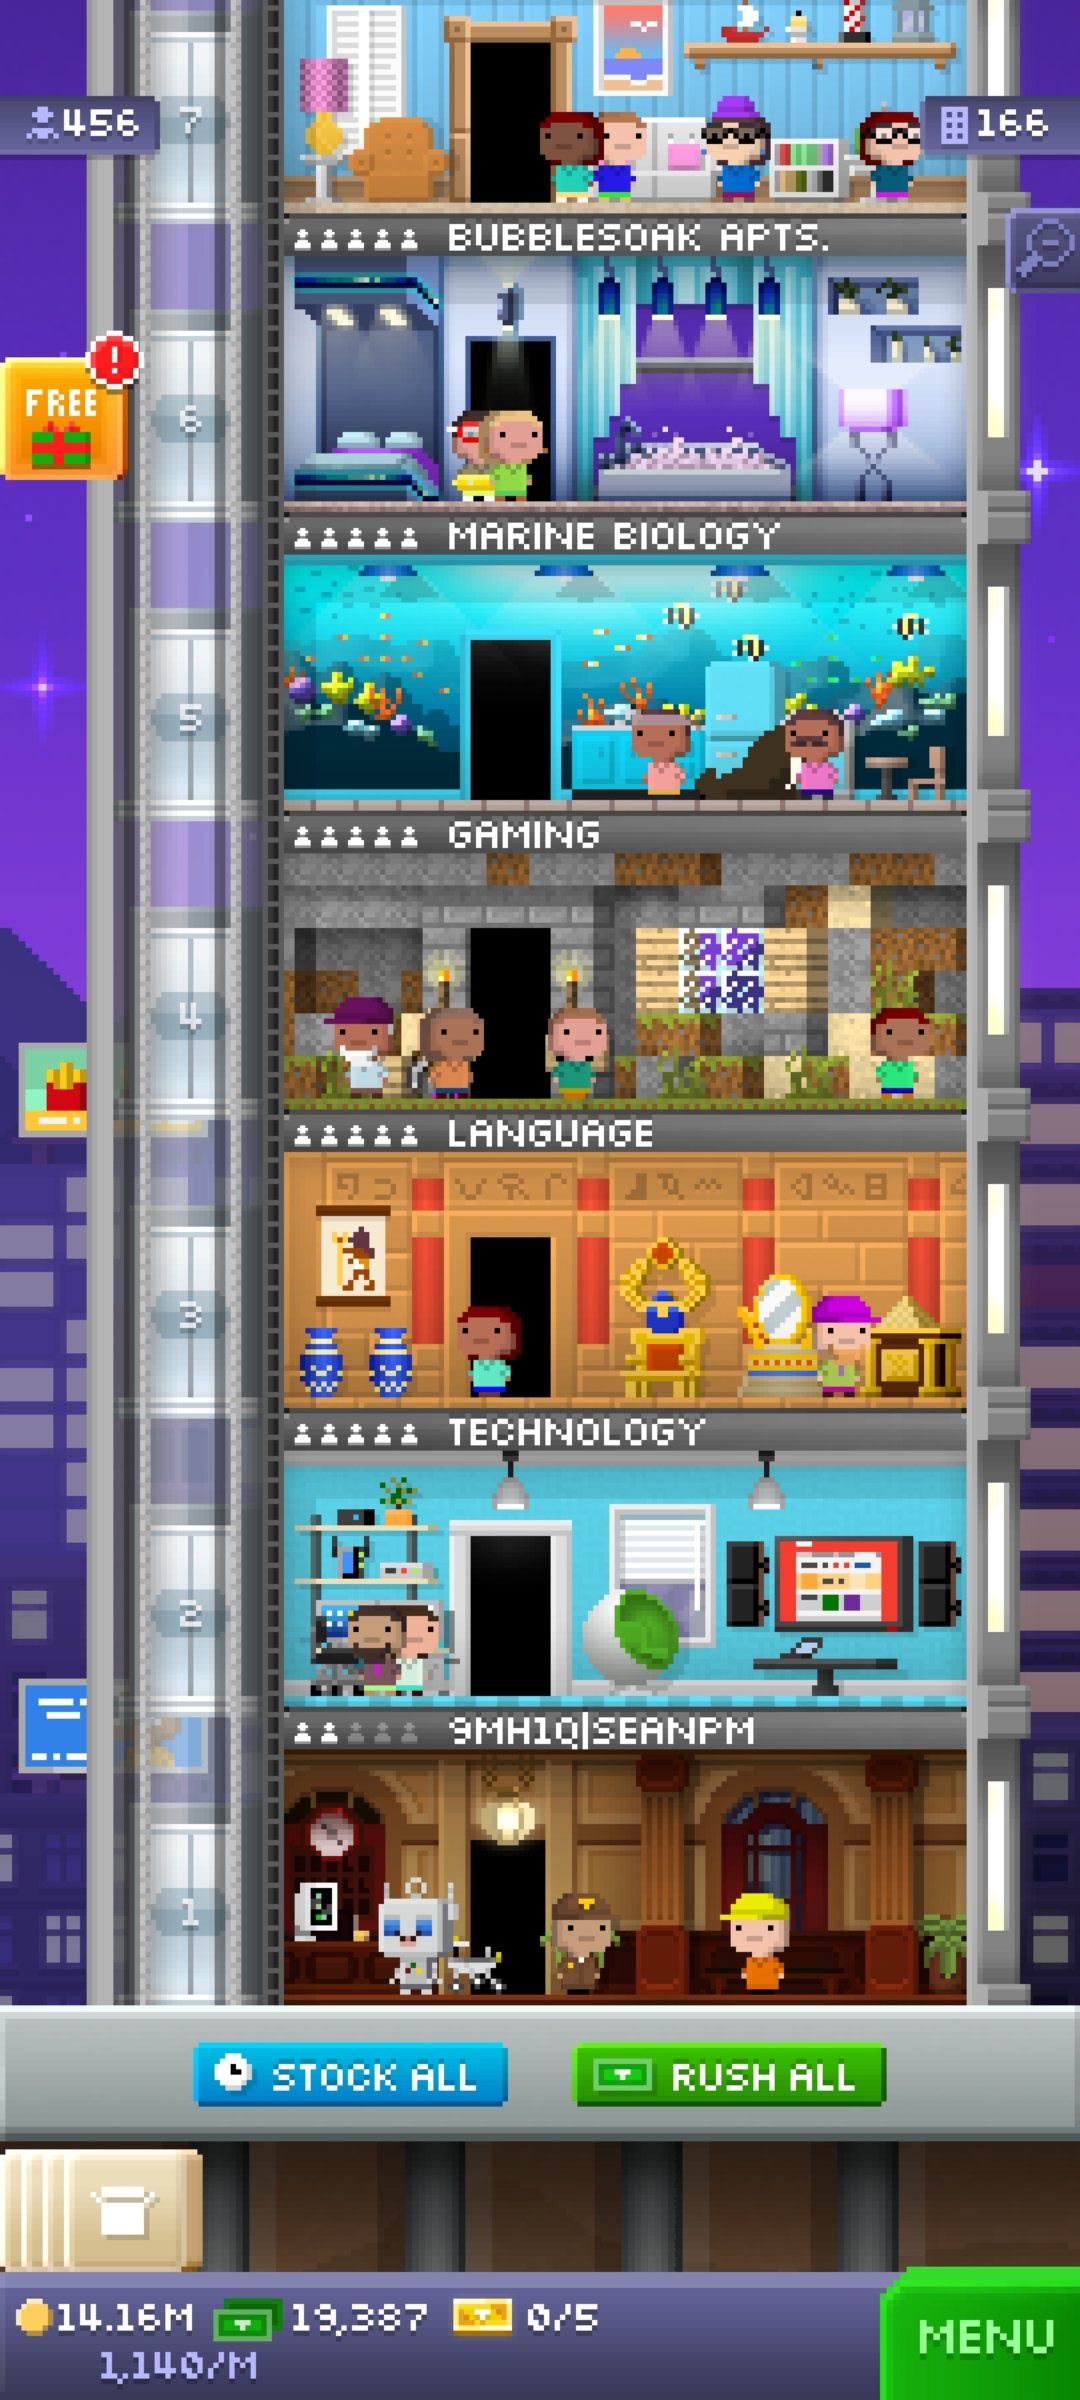 7
456
166
BUBBLESOAK APTS.
FREE
!
6
MARINE BIOLOGY
5
GAMING
4
LANGUAGE
3
TECHNOLOGY
2
9MH1Q|SEANPM
1
STOCK ALL
RUSH ALL
14.16M
19,387
0/5
1,140/M
MENU